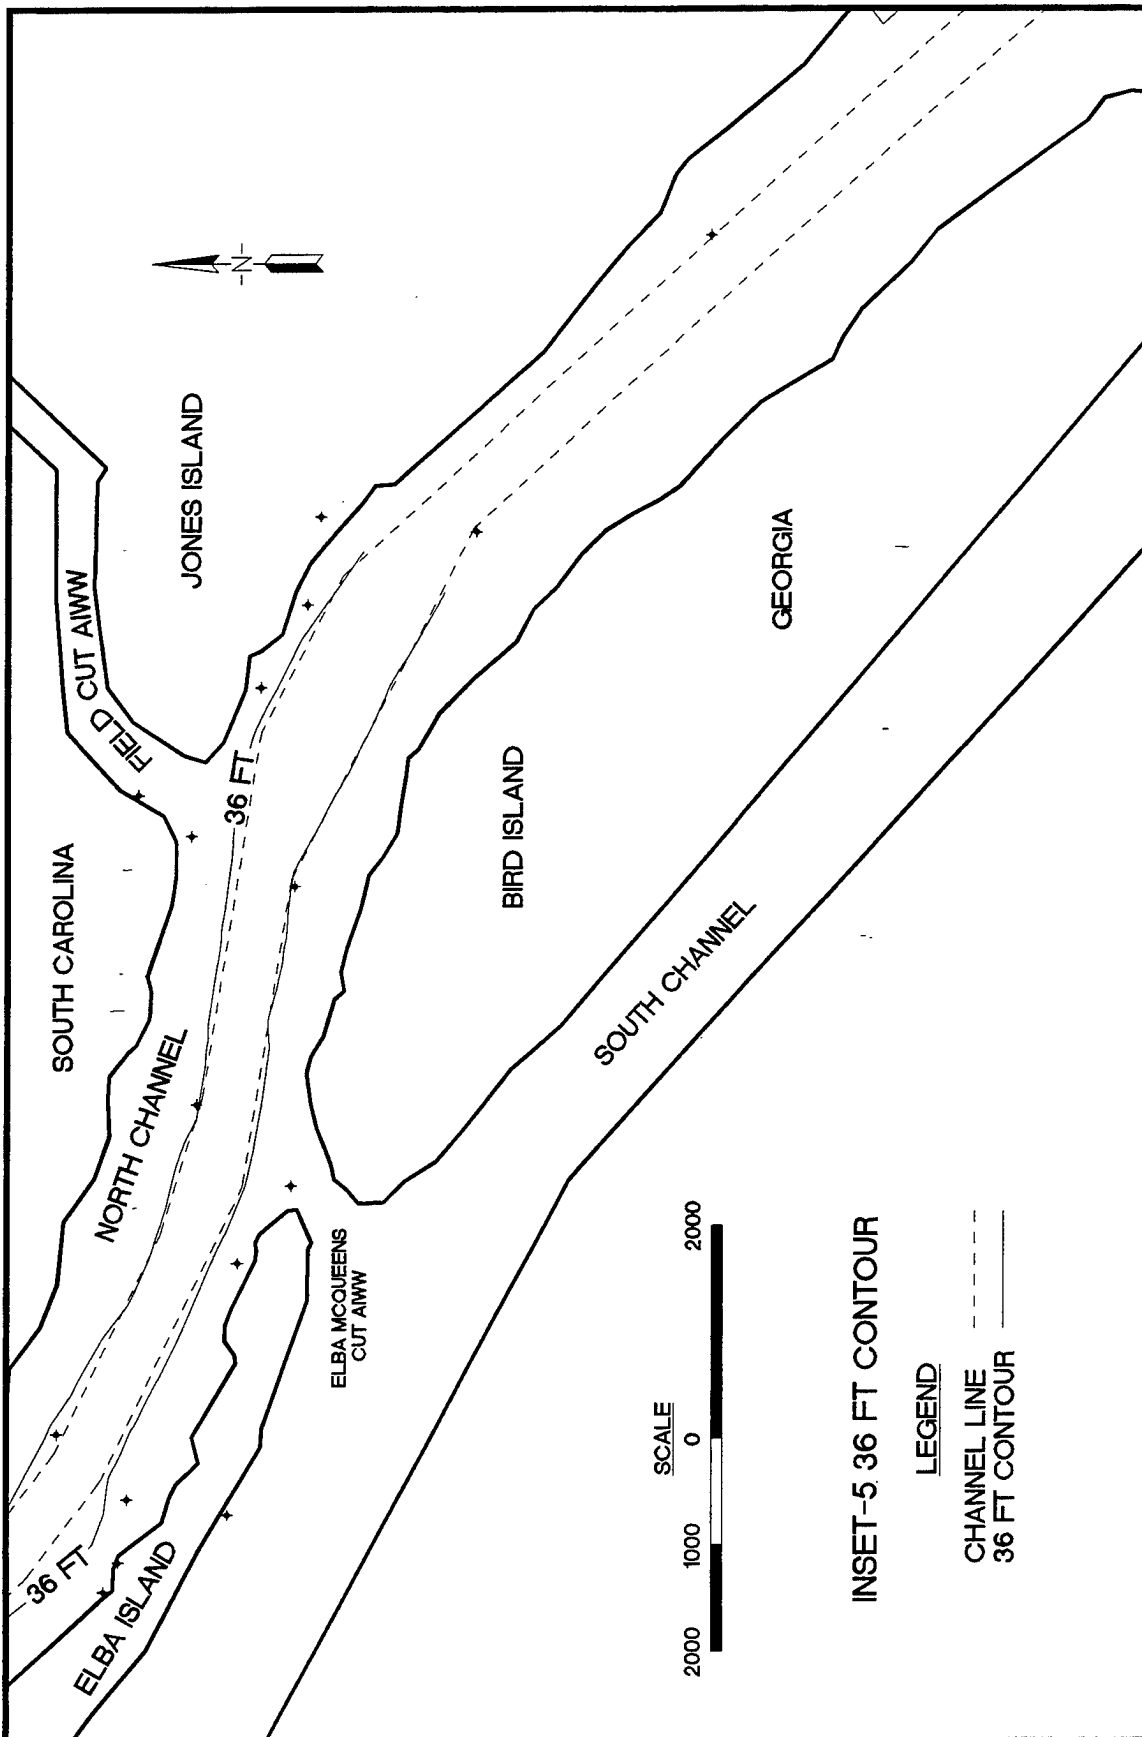 SOUTH CAROLINA
FIELD CUT AIWW
JONES ISLAND
N
NORTH CHANNEL
36 FT
36 FT
ELBA ISLAND
ELBA MCQUEENS
CUT AIWW
BIRD ISLAND
GEORGIA
SOUTH CHANNEL
SCALE
2000 1000 0 2000
INSET-5 36 FT CONTOUR
LEGEND
CHANNEL LINE
36 FT CONTOUR